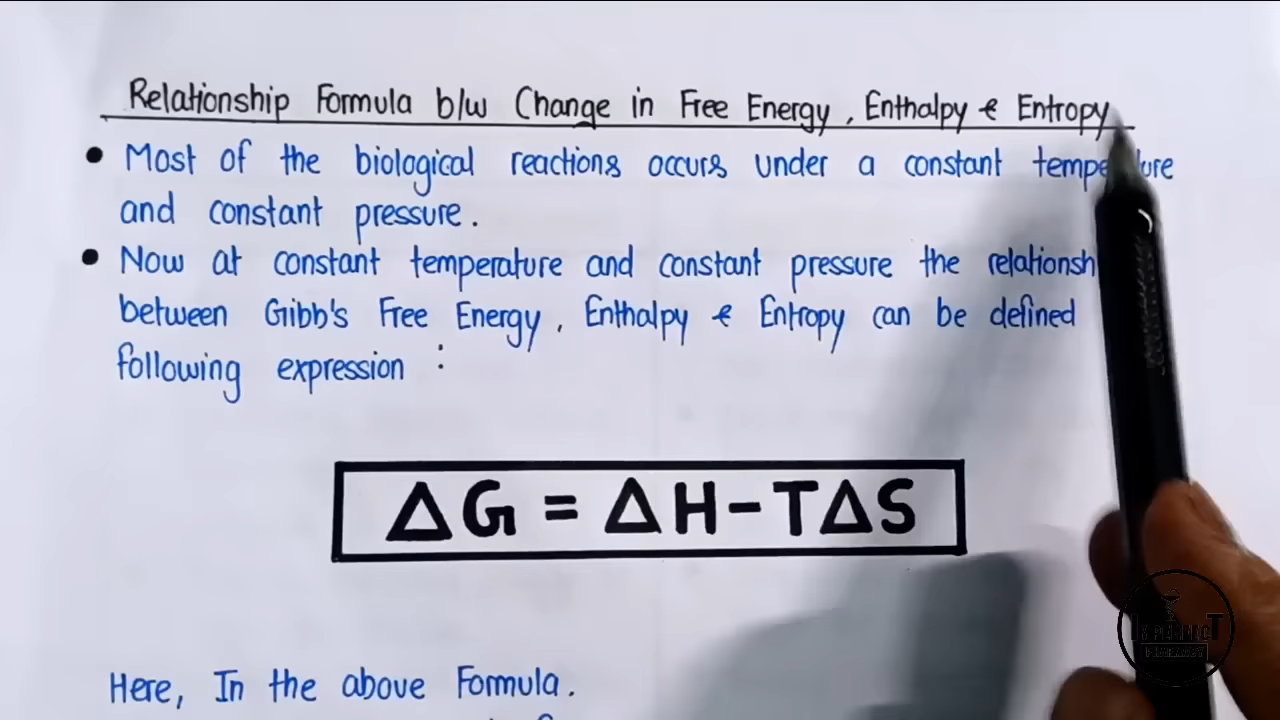 Relationship Formula b/w Change in Free Energy, Enthalpy & Entropy
• Most of the biological reactions occurs under a constant temperature
and constant pressure.
• Now at constant temperature and constant pressure the relationsh
between Gibb's Free Energy, Enthalpy & Entropy can be defined
following expression :
ΔG = ΔH-TΔS
Here, In the above Formula.